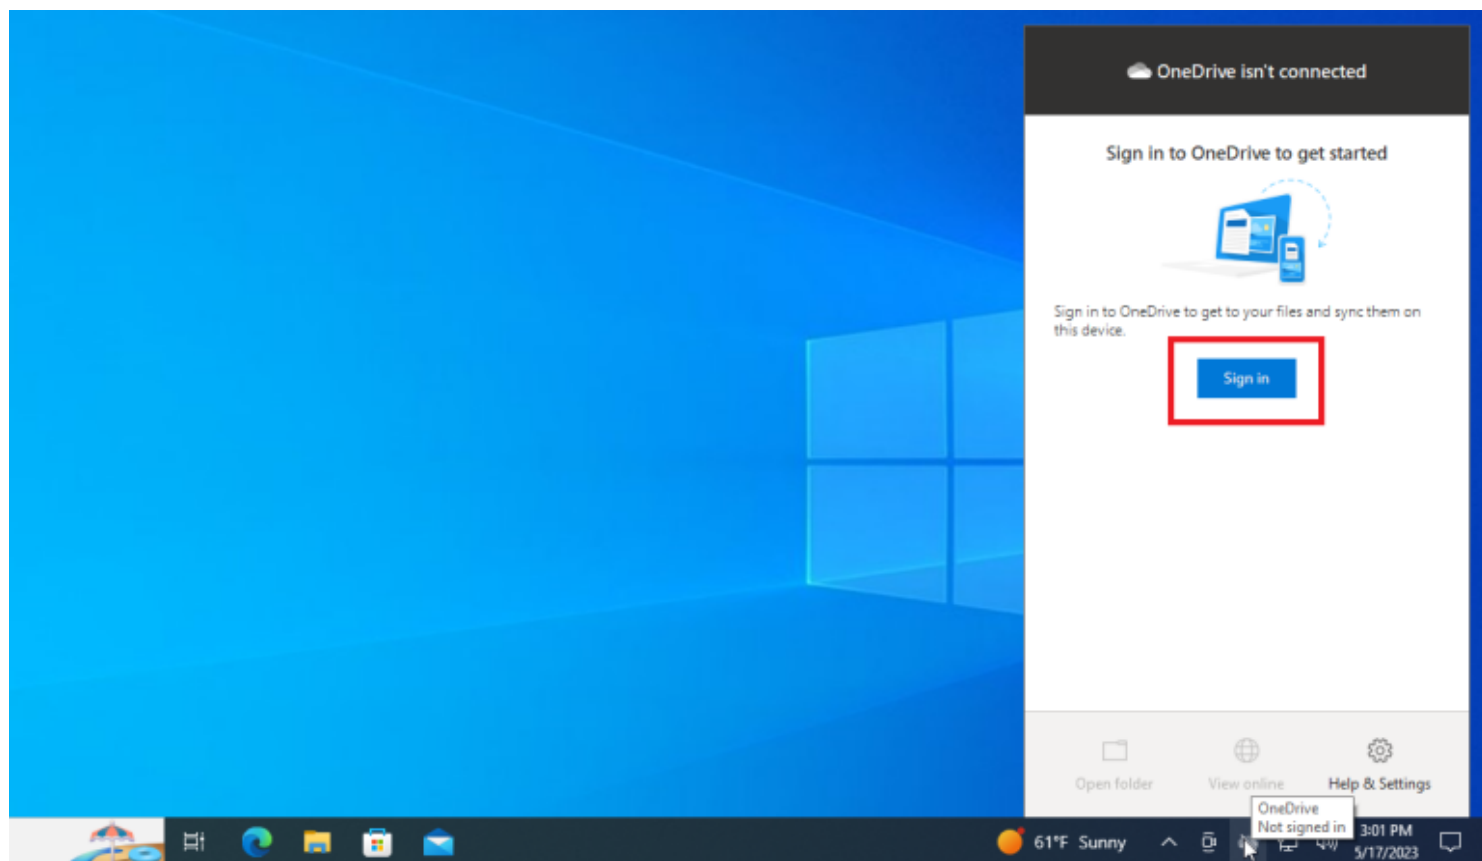 OneDrive isn't connected
Sign in to OneDrive to get started
Sign in to OneDrive to get to your files and sync them on
this device.
Sign in
Open folder
View online
Help & Settings
OneDrive
Not signed in
61°F Sunny
3:01 PM
5/17/2023